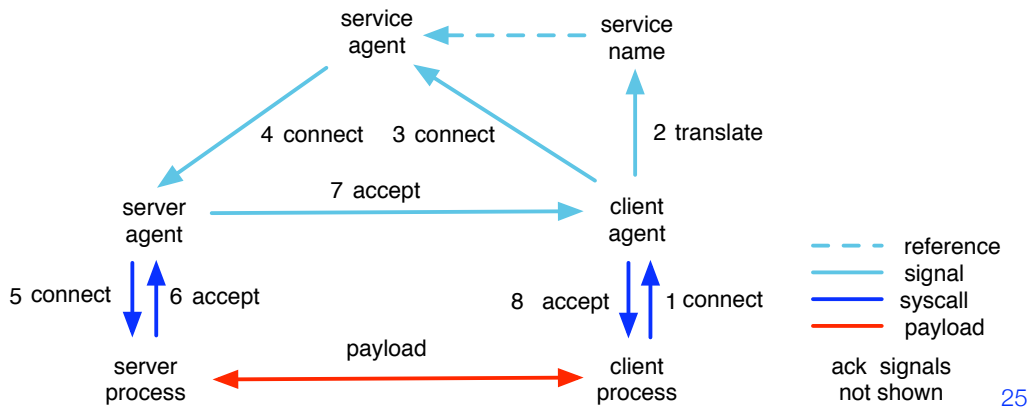 service
agent
service
name
4 connect
3 connect
2 translate
7 accept
server
agent
client
agent
reference
signal
syscall
payload
5 connect
6 accept
8 accept
1 connect
payload
server
process
client
process
ack signals
not shown
25